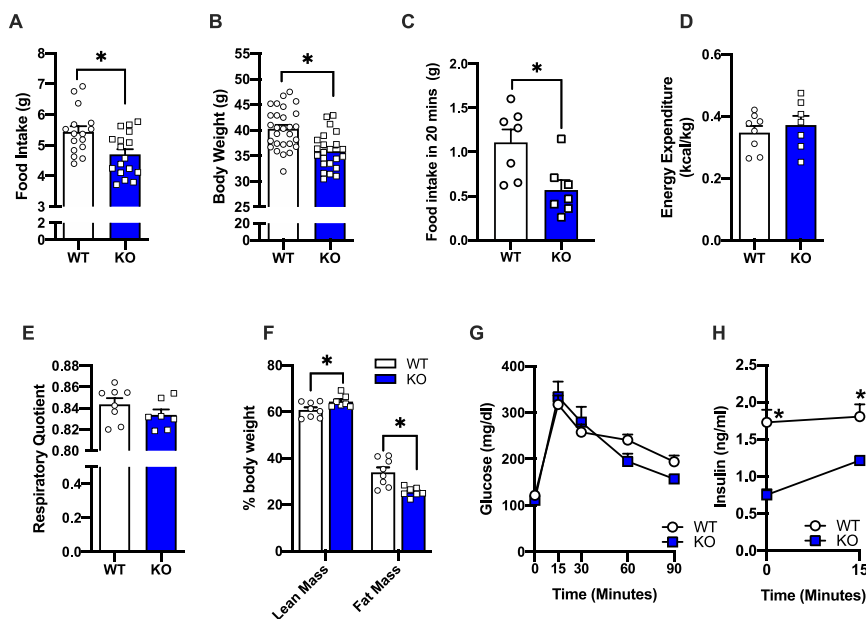 A
Food Intake (g)
*
8
7
6
5
4
3
2
0
WT
KO
B
Body Weight (g)
*
50
45
40
35
30
25
20
0
WT
KO
C
Food intake in 20 mins (g)
*
2.0
1.5
1.0
0.5
0.0
WT
KO
D
Energy Expenditure
(kcal/kg)
0.6
0.4
0.2
0.0
WT
KO
E
Respiratory Quotient
0.88
0.86
0.84
0.82
0.80
0.4
0.2
0.0
WT
KO
F
% body weight
80
60
40
20
0
*
*
WT
KO
Lean Mass
Fat Mass
G
Glucose (mg/dl)
400
300
200
100
0
WT
KO
0 15 30 60 90
Time (Minutes)
H
Insulin (ng/ml)
2.5
2.0
1.5
1.0
0.5
0.0
*
*
WT
KO
0 15
Time (Minutes)